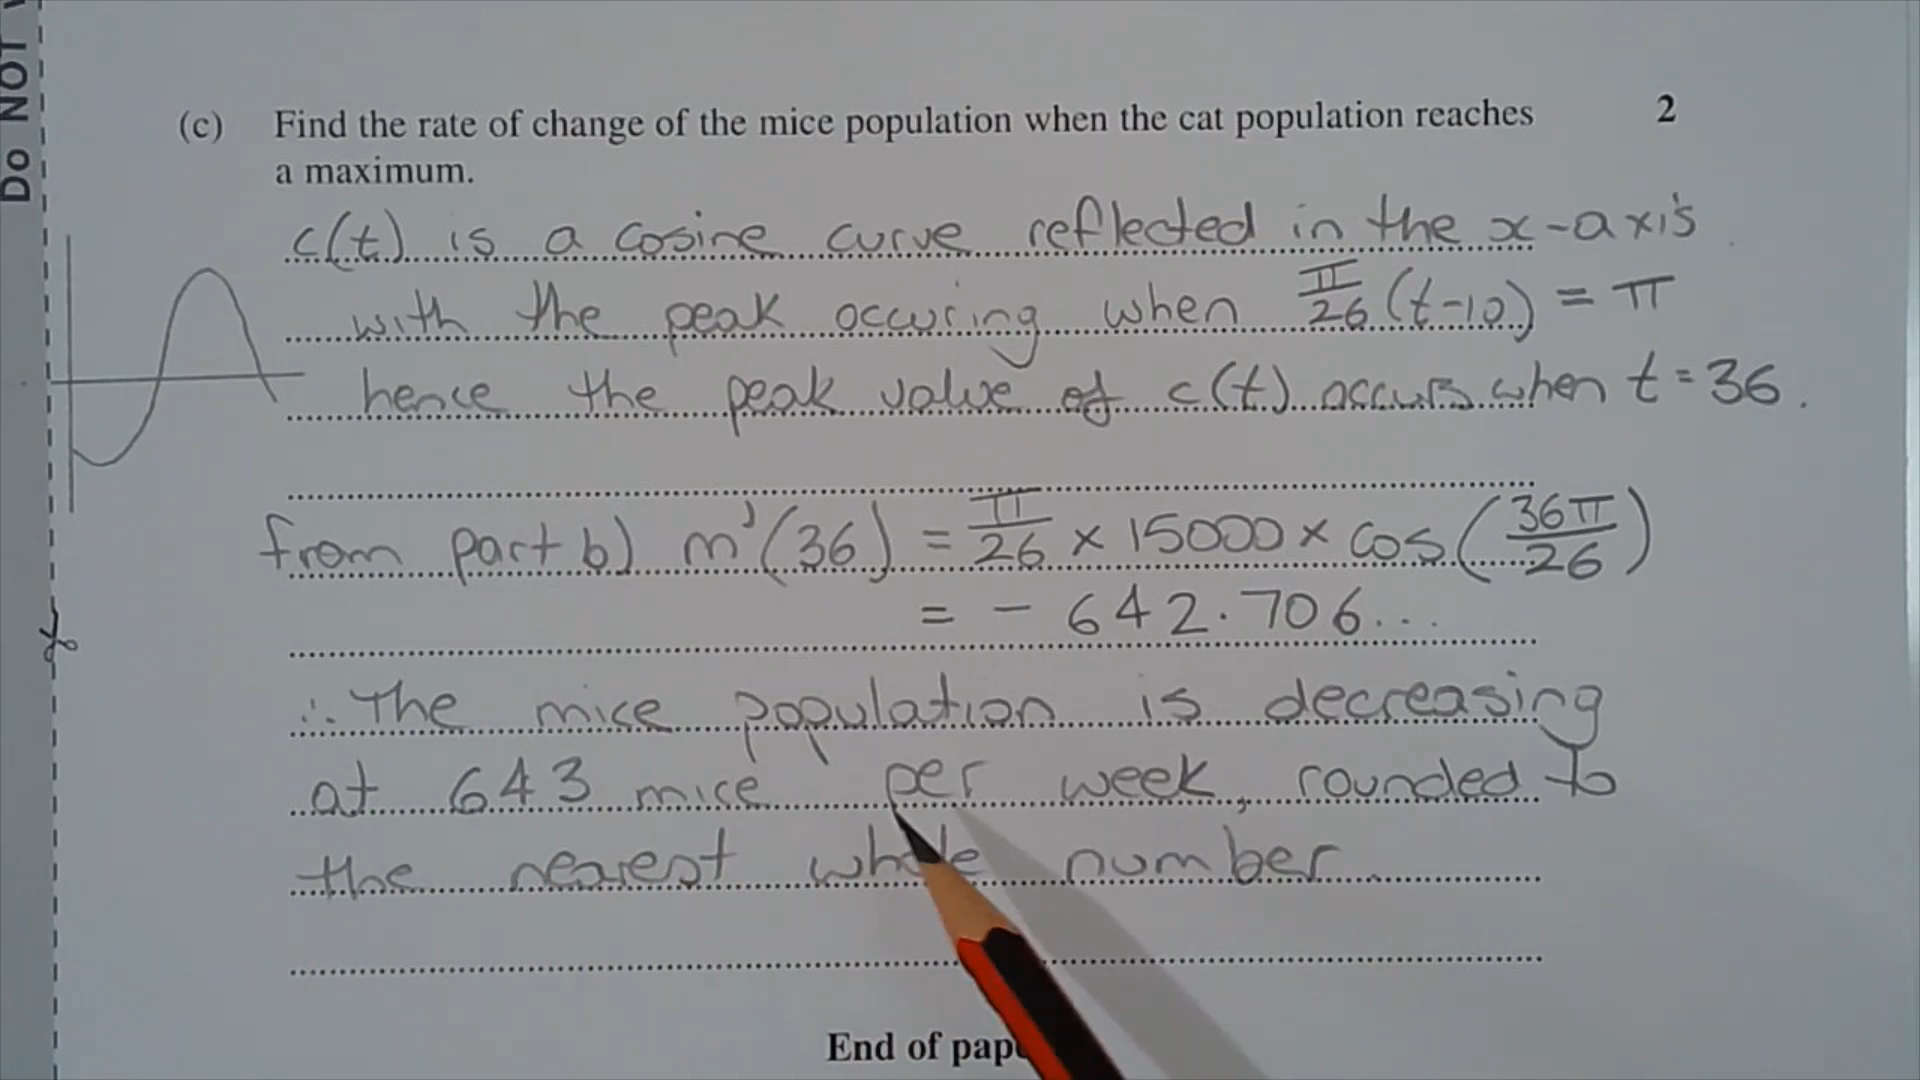 Do NOT
(c) Find the rate of change of the mice population when the cat population reaches 2
a maximum.
c(t) is a cosine curve reflected in the x-axis
with the peak occuring when π/26 (t-10) = π
hence the peak value of c(t) occurs when t = 36.
from part b) m'(36) = π/26 × 15000 × cos (36π/26)
= - 642.706...
∴ The mice population is decreasing
at 643 mice per week, rounded to
the nearest whole number.
End of